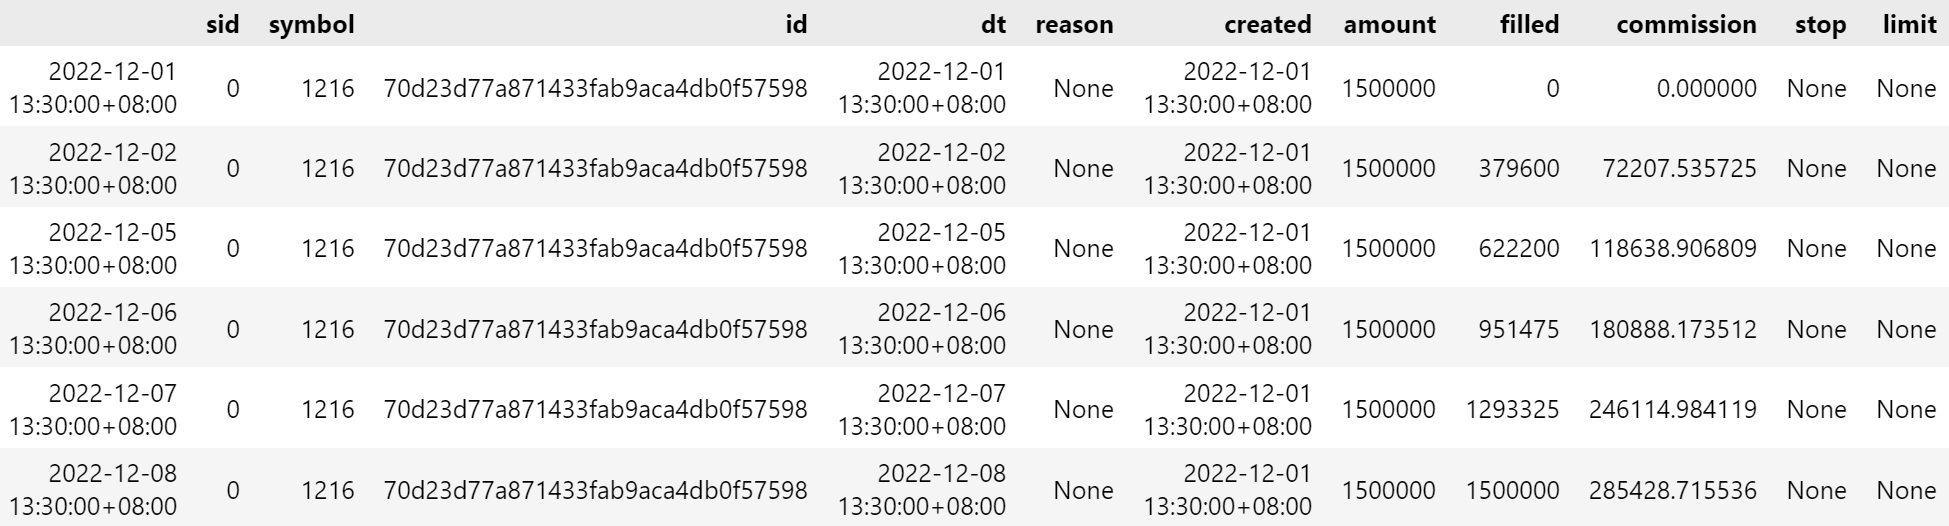 sid symbol id dt reason created amount filled commission stop limit
2022-12-01 2022-12-01 2022-12-01
0 1216 70d23d77a871433fab9aca4db0f57598 None 1500000 0 0.000000 None None
13:30:00+08:00 13:30:00+08:00 13:30:00+08:00
2022-12-02 2022-12-02 2022-12-01
0 1216 70d23d77a871433fab9aca4db0f57598 None 1500000 379600 72207.535725 None None
13:30:00+08:00 13:30:00+08:00 13:30:00+08:00
2022-12-05 2022-12-05 2022-12-01
0 1216 70d23d77a871433fab9aca4db0f57598 None 1500000 622200 118638.906809 None None
13:30:00+08:00 13:30:00+08:00 13:30:00+08:00
2022-12-06 2022-12-06 2022-12-01
0 1216 70d23d77a871433fab9aca4db0f57598 None 1500000 951475 180888.173512 None None
13:30:00+08:00 13:30:00+08:00 13:30:00+08:00
2022-12-07 2022-12-07 2022-12-01
0 1216 70d23d77a871433fab9aca4db0f57598 None 1500000 1293325 246114.984119 None None
13:30:00+08:00 13:30:00+08:00 13:30:00+08:00
2022-12-08 2022-12-08 2022-12-01
0 1216 70d23d77a871433fab9aca4db0f57598 None 1500000 1500000 285428.715536 None None
13:30:00+08:00 13:30:00+08:00 13:30:00+08:00